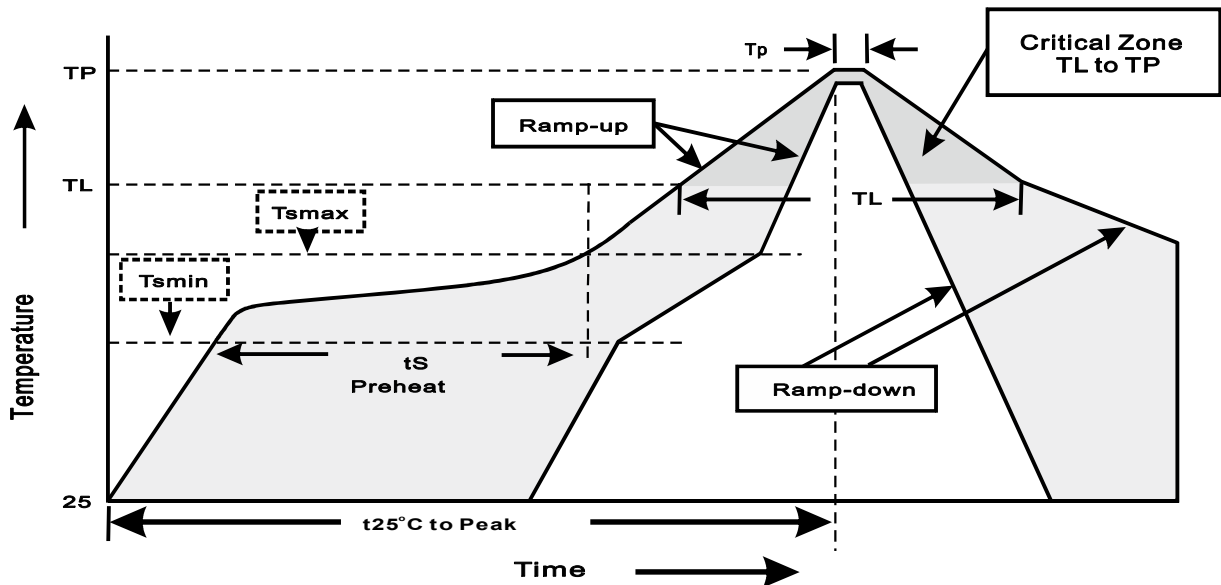 Tp
Critical Zone
TL to TP
TP
Ramp-up
TL
Tsmax
TL
Tsmin
Temperature
tS
Preheat
Ramp-down
25
t25°C to Peak
Time